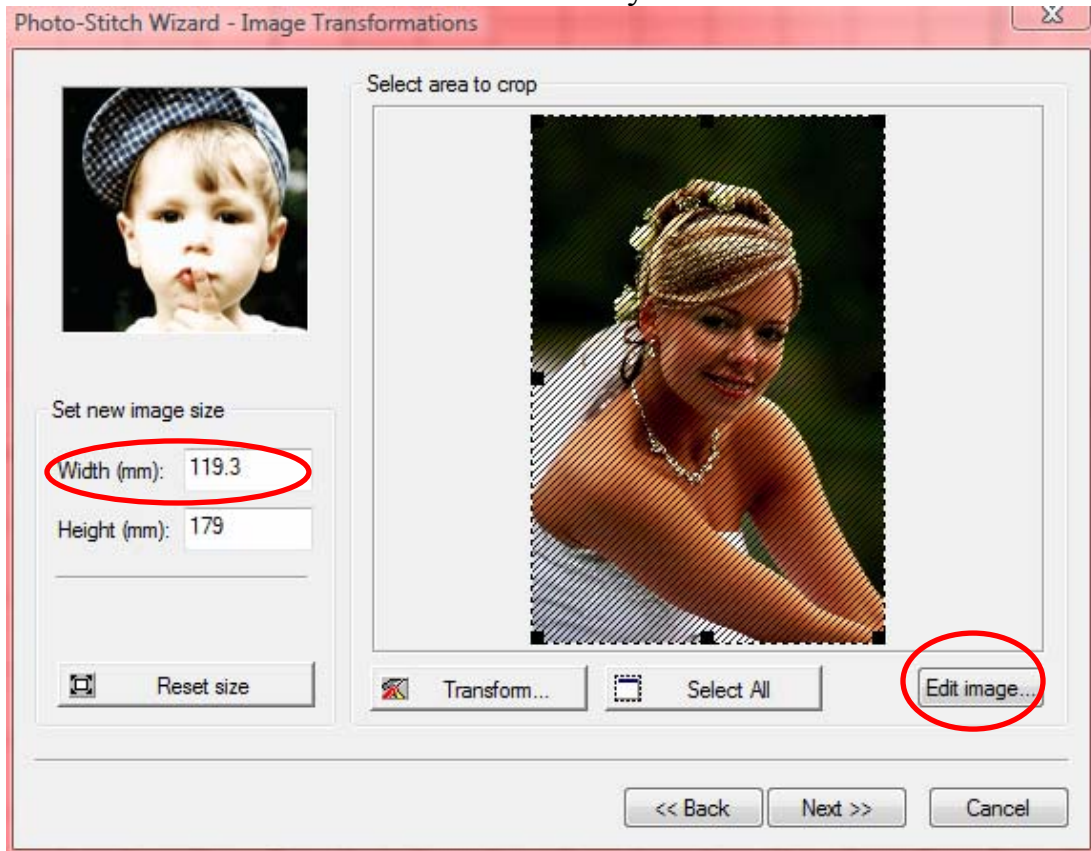 Photo-Stitch Wizard - Image Transformations
Select area to crop
Set new image size
Width (mm): 119.3
Height (mm): 179
Reset size
Transform...
Select All
Edit image...
<< Back
Next >>
Cancel